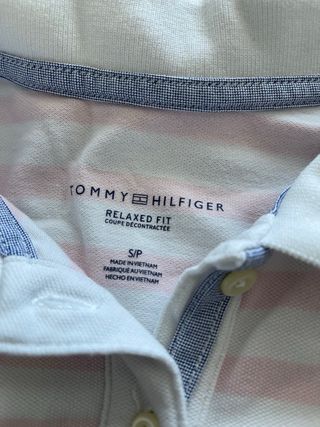 TOMMY HILFIGER
RELAXED FIT
COUPE DÉCONTRACTÉE
S/P
MADE IN VIETNAM
FABRIQUÉ AU VIETNAM
HECHO EN VIETNAM